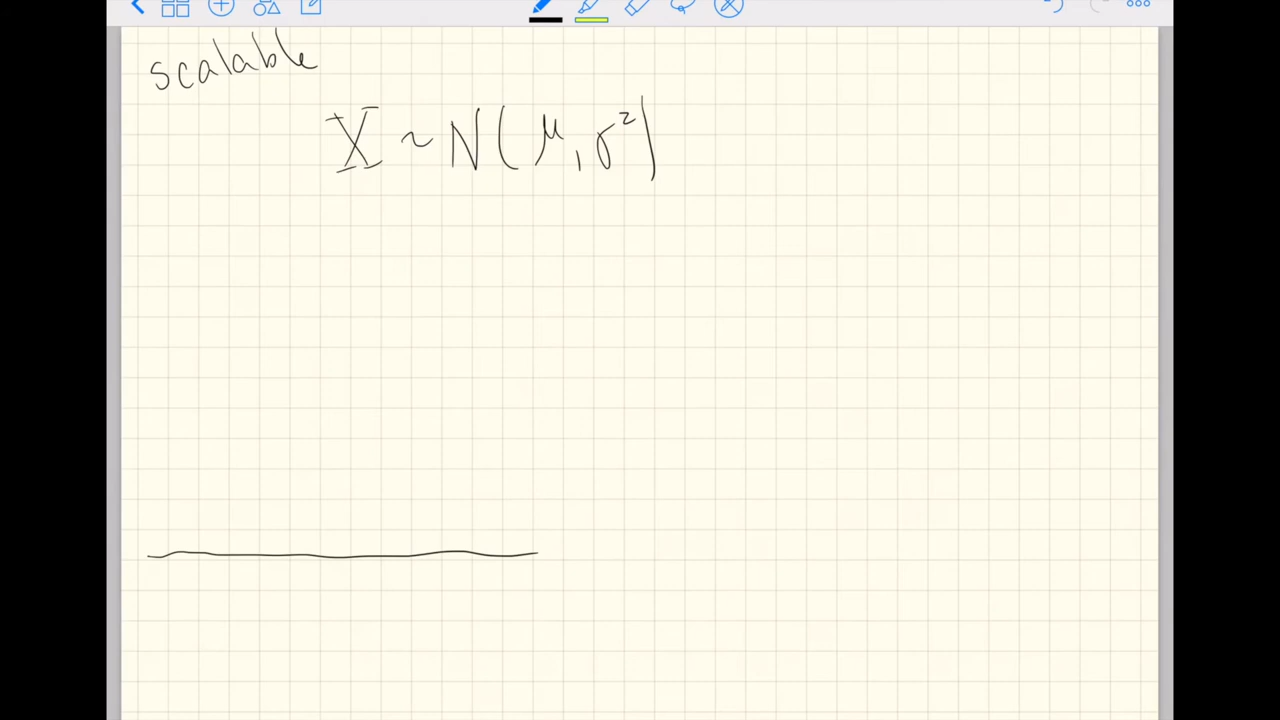 scalable
X ~ N(μ, σ²)